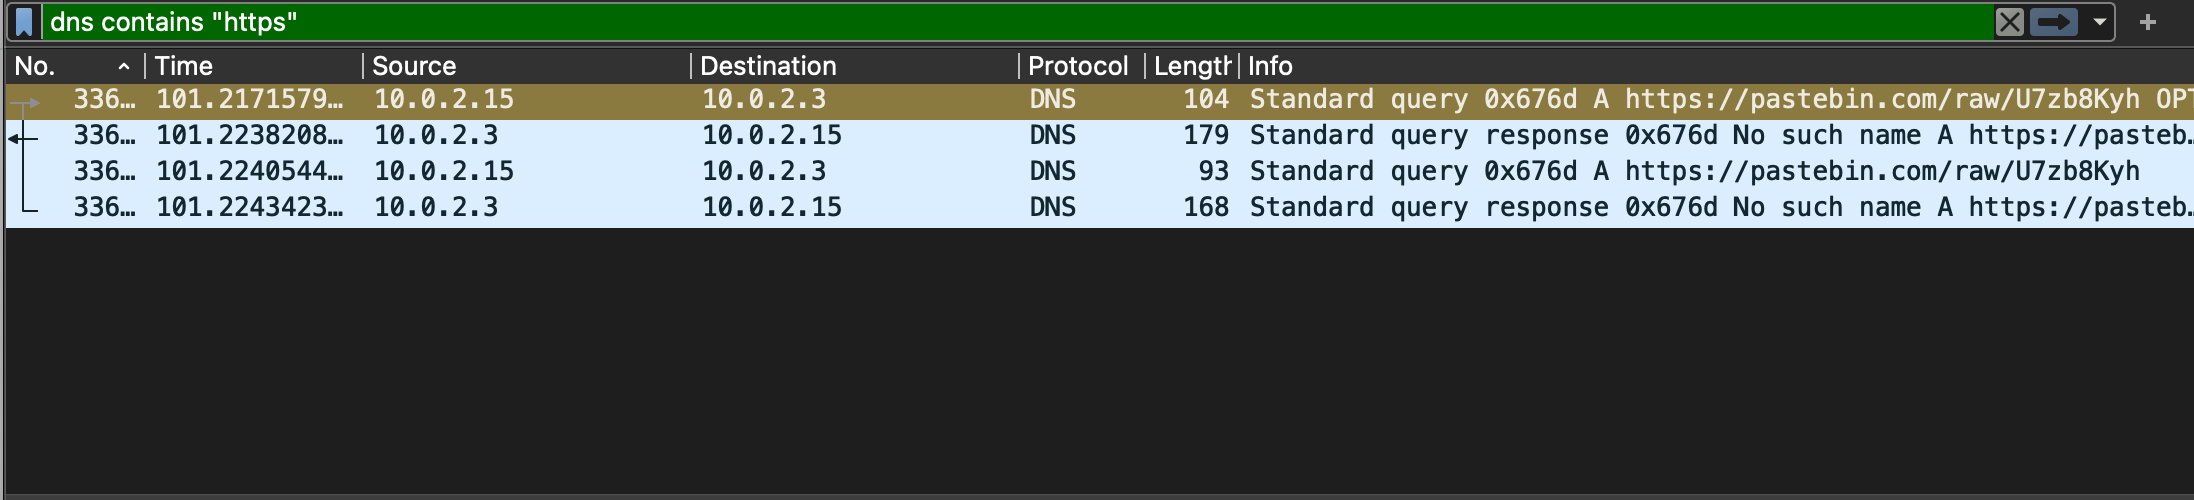 dns contains "https"
No. Time Source Destination Protocol Length Info
336… 101.2171579… 10.0.2.15 10.0.2.3 DNS 104 Standard query 0x676d A https://pastebin.com/raw/U7zb8Kyh OPT
336… 101.2238208… 10.0.2.3 10.0.2.15 DNS 179 Standard query response 0x676d No such name A https://pasteb…
336… 101.2240544… 10.0.2.15 10.0.2.3 DNS 93 Standard query 0x676d A https://pastebin.com/raw/U7zb8Kyh
336… 101.2243423… 10.0.2.3 10.0.2.15 DNS 168 Standard query response 0x676d No such name A https://pasteb…